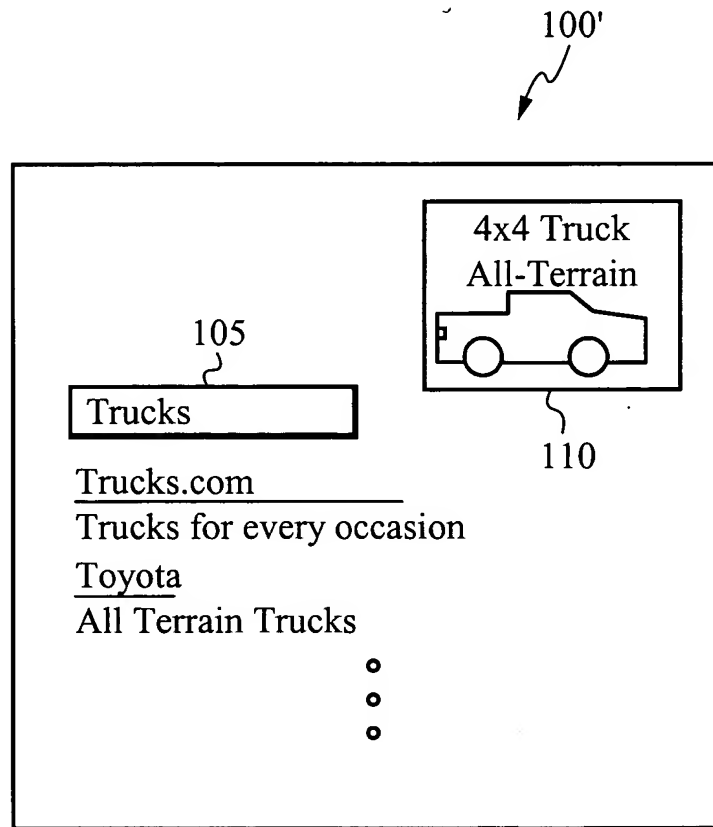 100'
4x4 Truck
All-Terrain
105
Trucks
110
Trucks.com
Trucks for every occasion
Toyota
All Terrain Trucks